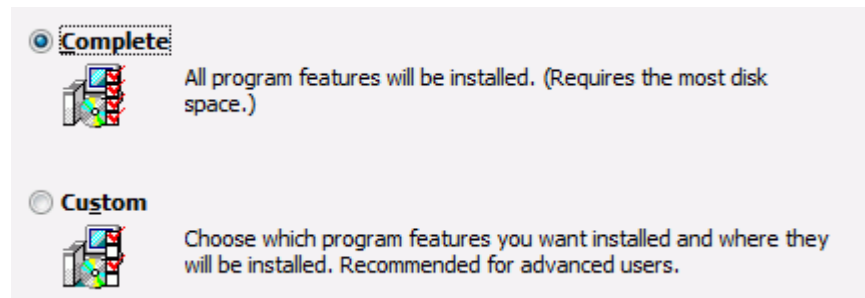 Complete
All program features will be installed. (Requires the most disk
space.)
Custom
Choose which program features you want installed and where they
will be installed. Recommended for advanced users.